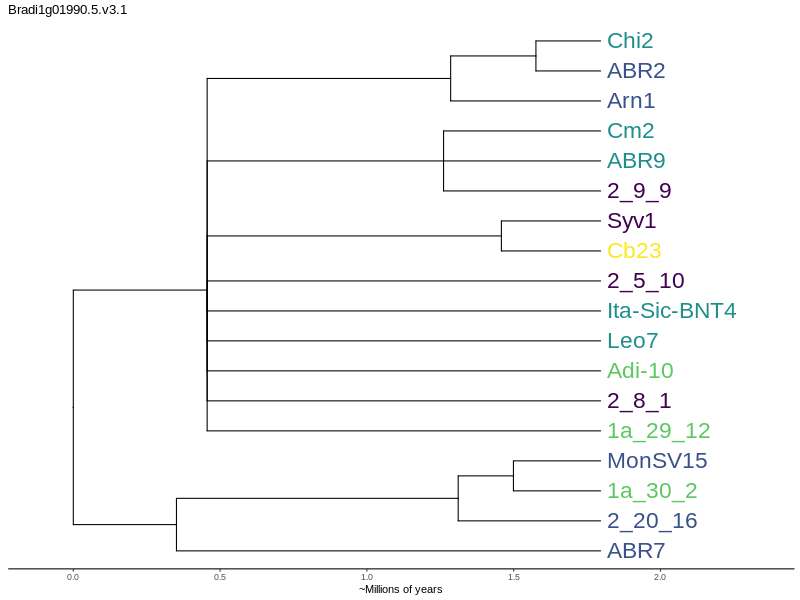 Bradi1g01990.5.v3.1
Chi2
ABR2
Arn1
Cm2
ABR9
2_9_9
Syv1
Cb23
2_5_10
Ita-Sic-BNT4
Leo7
Adi-10
2_8_1
1a_29_12
MonSV15
1a_30_2
2_20_16
ABR7
0.0 0.5 1.0 1.5 2.0
~Millions of years